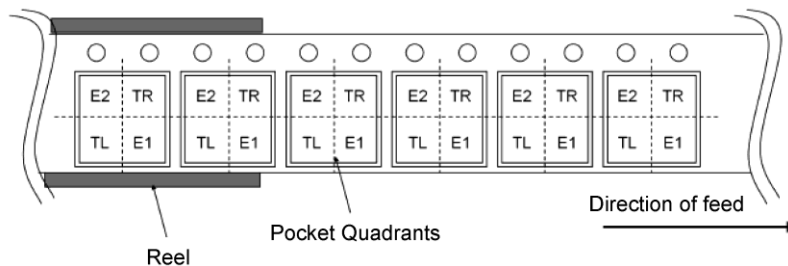 E2 TR E2 TR E2 TR E2 TR E2 TR E2 TR
TL E1 TL E1 TL E1 TL E1 TL E1 TL E1
Direction of feed
Pocket Quadrants
Reel